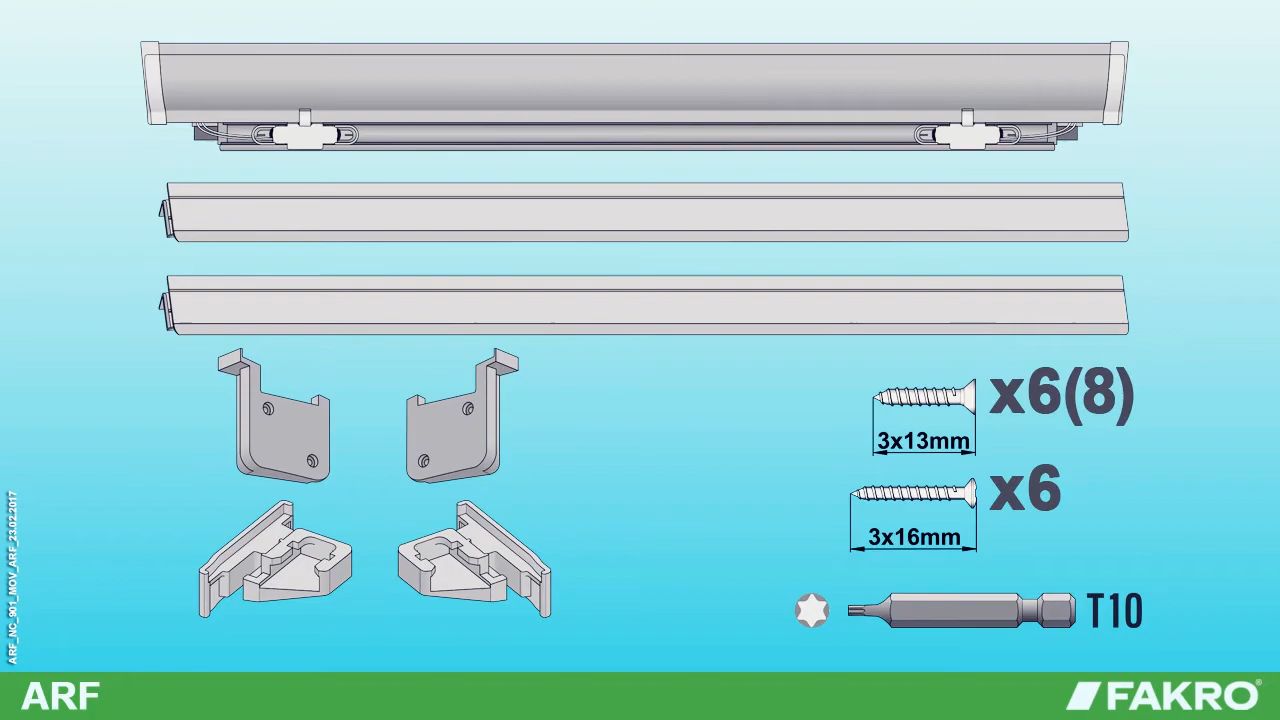 x6(8)
3x13mm
x6
3x16mm
T10
ARF_NC_901_MOV_ARF_23.02.2017
ARF
FAKRO®